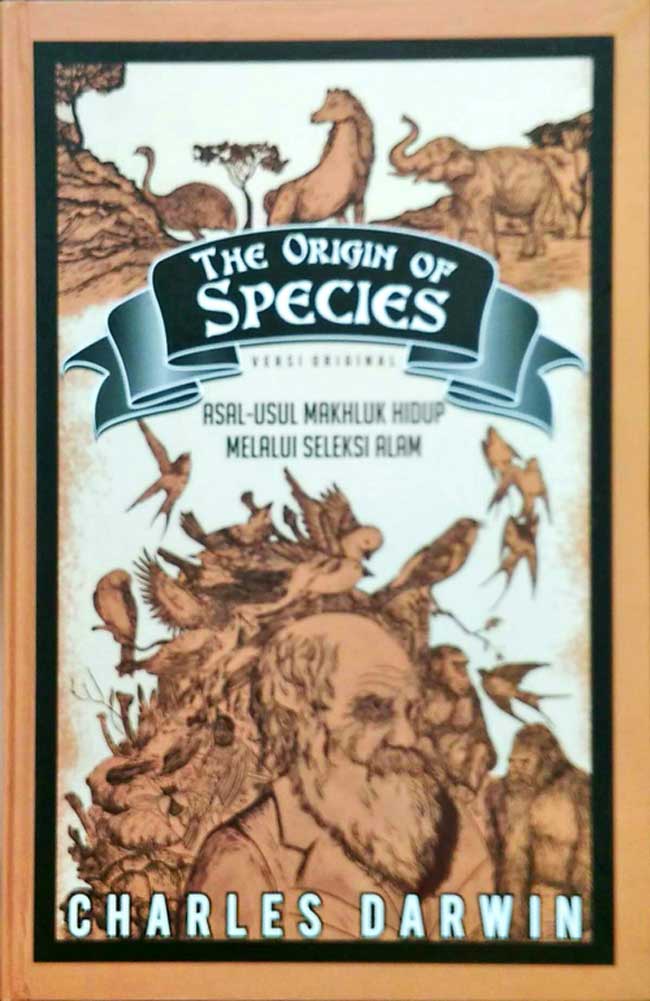 THE ORIGIN OF
SPECIES
VERSI ORIGINAL
ASAL-USUL MAKHLUK HIDUP
MELALUI SELEKSI ALAM
CHARLES DARWIN